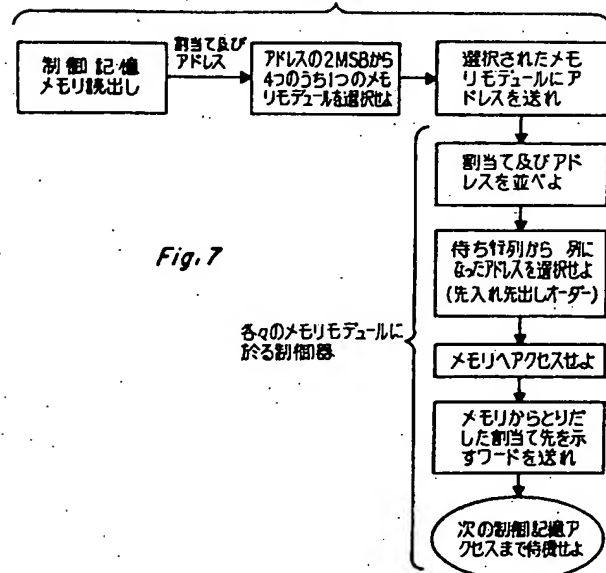 制御記憶
メモリ読出し
割当て及び
アドレス
アドレスの2MSBから
4つのうち1つのメモ
リモデュールを選択せよ
選択されたメモ
リモデュールにア
ドレスを送れ
割当て及びアド
レスを並べよ
待ち行列から 列に
なったアドレスを選択せよ
(先入れ先出しオーダー)
Fig. 7
各々のメモリモデュールに
於る制御器
メモリへアクセスせよ
メモリからとりだ
した割当て先を示
すワードを送れ
次の制御記憶ア
クセスまで待機せよ